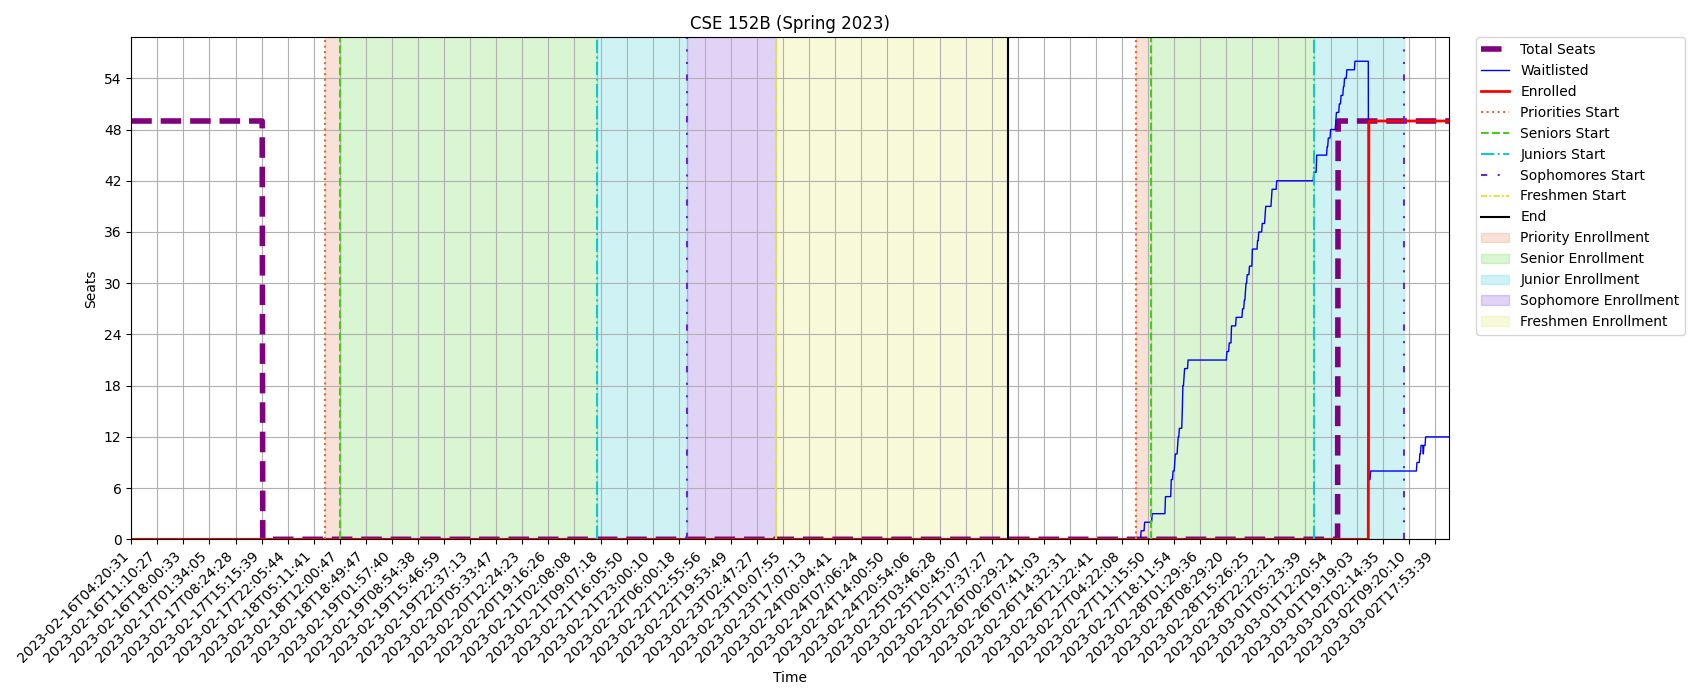 CSE 152B (Spring 2023)
Seats
54
48
42
36
30
24
18
12
6
0
2023-02-16T04:20:31
2023-02-16T11:10:27
2023-02-16T18:00:33
2023-02-17T01:34:05
2023-02-17T08:24:28
2023-02-17T15:15:39
2023-02-17T22:05:44
2023-02-18T05:11:41
2023-02-18T12:00:47
2023-02-18T18:49:47
2023-02-19T01:57:40
2023-02-19T08:54:38
2023-02-19T15:46:59
2023-02-19T22:37:13
2023-02-20T05:33:47
2023-02-20T12:24:23
2023-02-20T19:16:26
2023-02-21T02:08:08
2023-02-21T09:07:18
2023-02-21T16:05:50
2023-02-21T23:00:10
2023-02-22T06:00:18
2023-02-22T12:55:56
2023-02-22T19:53:49
2023-02-23T02:47:27
2023-02-23T10:07:55
2023-02-23T17:07:13
2023-02-24T00:04:41
2023-02-24T07:06:24
2023-02-24T14:00:50
2023-02-24T20:54:06
2023-02-25T03:46:28
2023-02-25T10:45:07
2023-02-25T17:37:27
2023-02-26T00:29:21
2023-02-26T07:41:03
2023-02-26T14:32:31
2023-02-26T21:22:41
2023-02-27T04:22:08
2023-02-27T11:15:50
2023-02-27T18:11:54
2023-02-28T01:29:36
2023-02-28T08:29:20
2023-02-28T15:26:25
2023-02-28T22:22:21
2023-03-01T05:23:39
2023-03-01T12:20:54
2023-03-01T19:19:03
2023-03-02T02:14:35
2023-03-02T09:20:10
2023-03-02T17:53:39
Time
Total Seats
Waitlisted
Enrolled
Priorities Start
Seniors Start
Juniors Start
Sophomores Start
Freshmen Start
End
Priority Enrollment
Senior Enrollment
Junior Enrollment
Sophomore Enrollment
Freshmen Enrollment